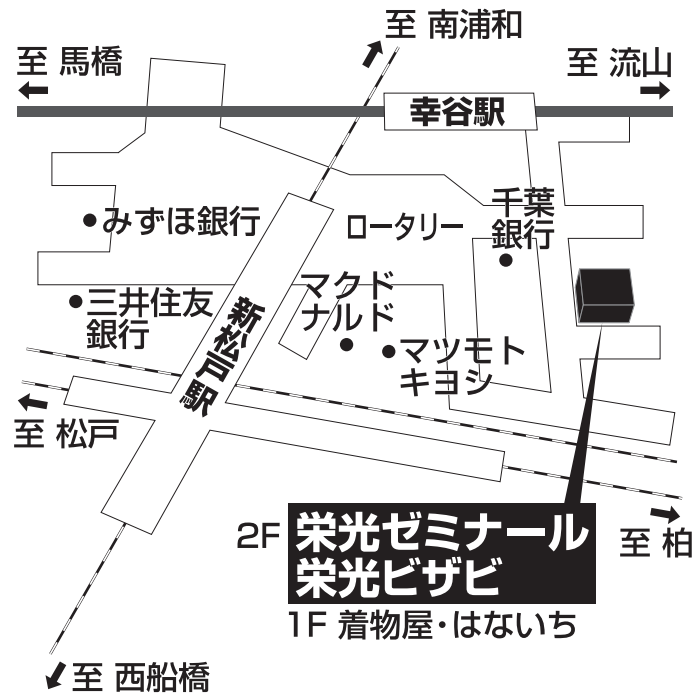 至 南浦和
至 馬橋
至 流山
幸谷駅
千葉
銀行
みずほ銀行
ロータリー
マクド
ナルド
三井住友
銀行
新松戸駅
マツモト
キヨシ
至 松戸
2F 栄光ゼミナール
栄光ビザビ
至 柏
1F 着物屋・はないち
至 西船橋